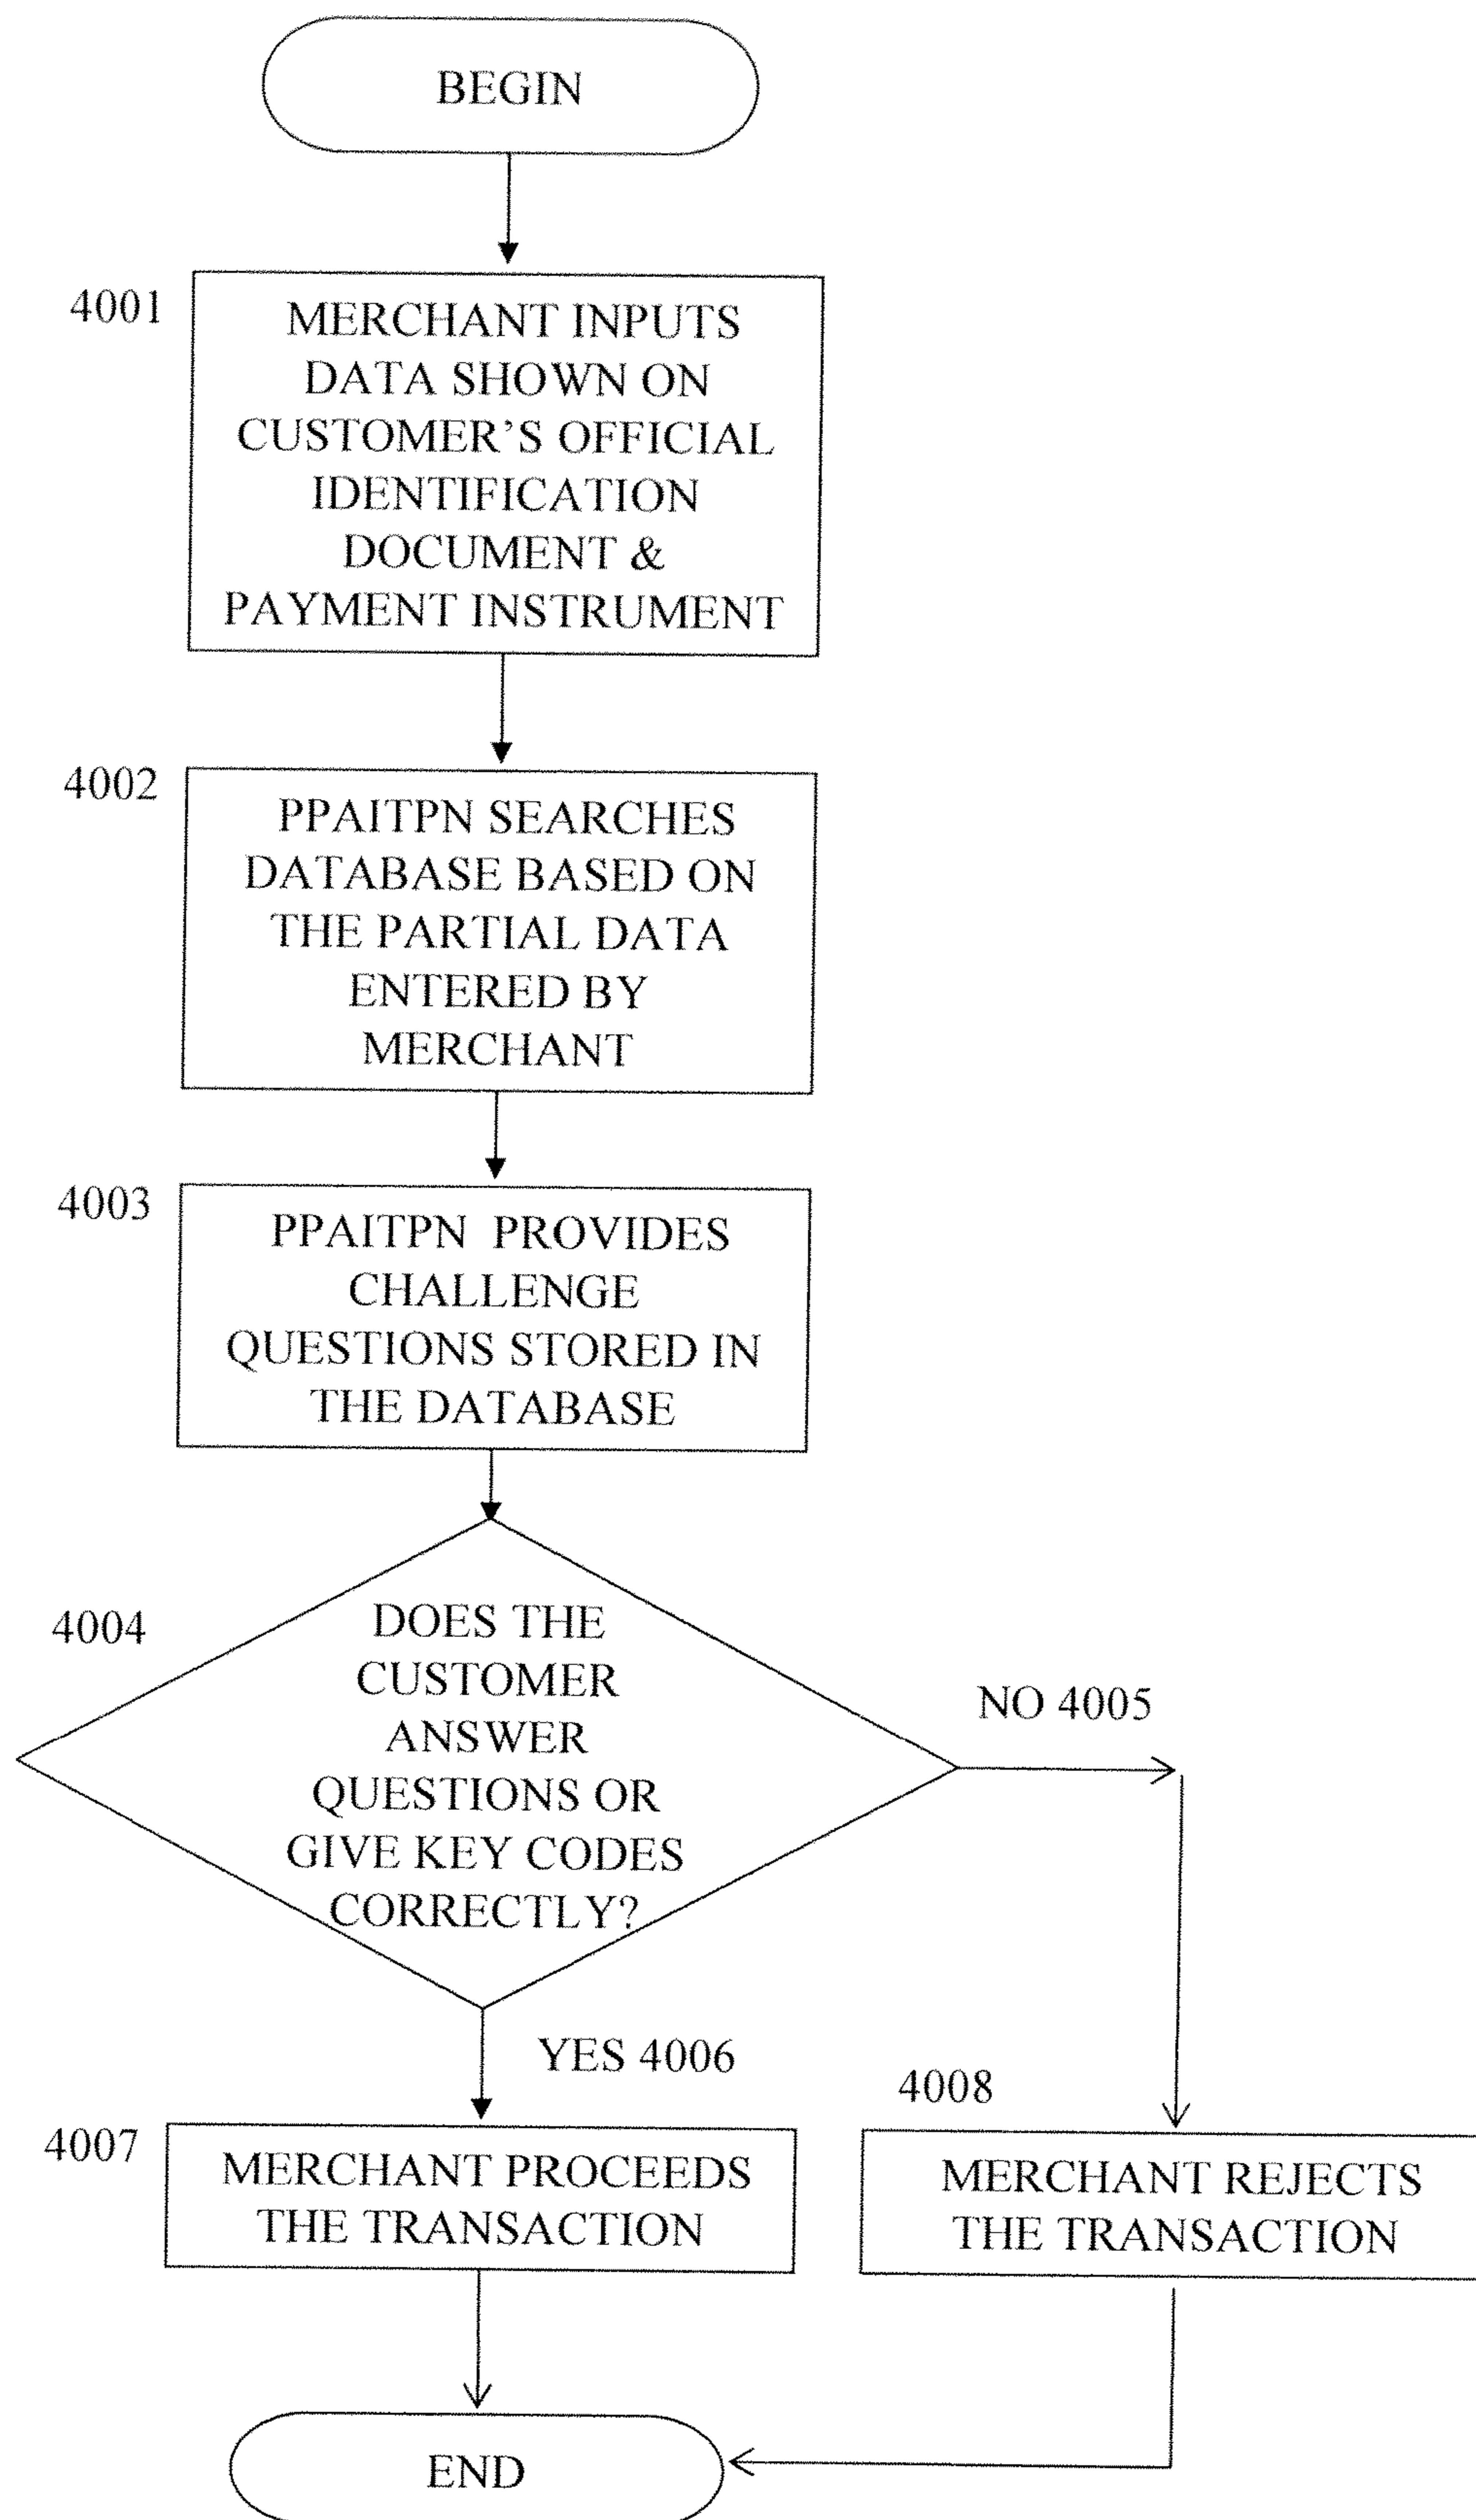 BEGIN
4001
MERCHANT INPUTS
DATA SHOWN ON
CUSTOMER'S OFFICIAL
IDENTIFICATION
DOCUMENT &
PAYMENT INSTRUMENT
4002
PPAITPN SEARCHES
DATABASE BASED ON
THE PARTIAL DATA
ENTERED BY
MERCHANT
4003
PPAITPN PROVIDES
CHALLENGE
QUESTIONS STORED IN
THE DATABASE
4004
DOES THE
CUSTOMER
ANSWER
QUESTIONS OR
GIVE KEY CODES
CORRECTLY?
NO 4005
YES 4006
4007
MERCHANT PROCEEDS
THE TRANSACTION
4008
MERCHANT REJECTS
THE TRANSACTION
END